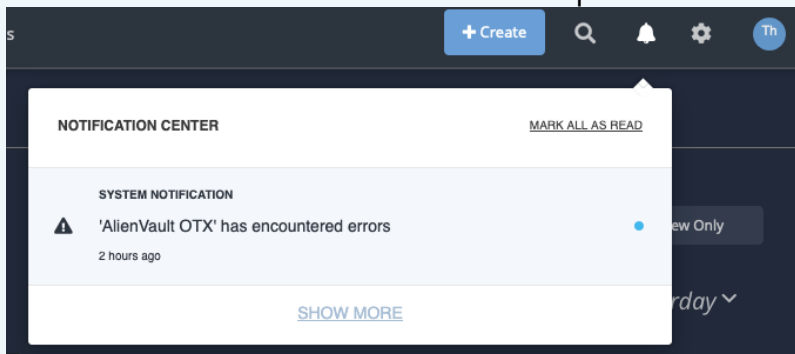 s
+ Create
Th
NOTIFICATION CENTER
MARK ALL AS READ
SYSTEM NOTIFICATION
'AlienVault OTX' has encountered errors
2 hours ago
ew Only
SHOW MORE
rday